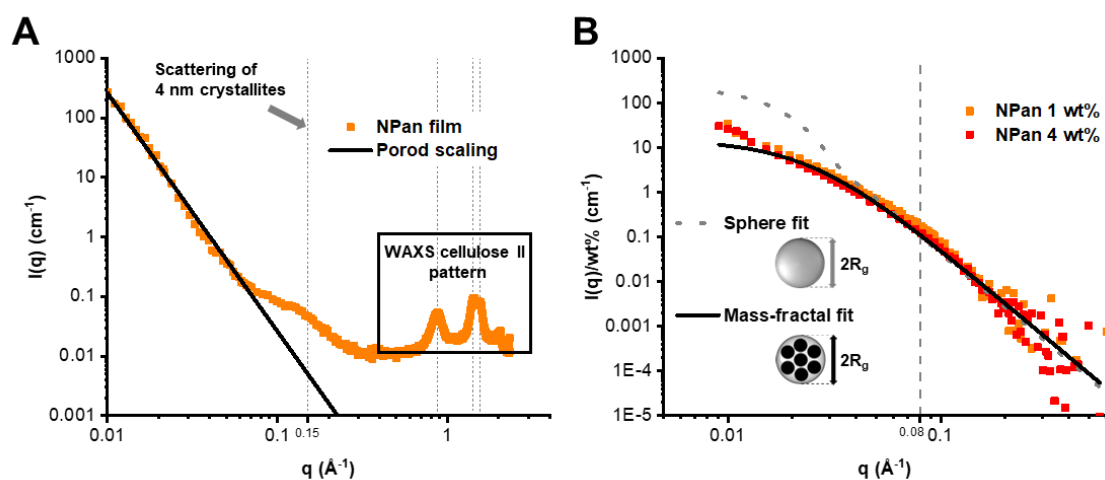 A
1000
100
10
1
0.1
0.01
0.001
I(q) (cm⁻¹)
Scattering of
4 nm crystallites
NPan film
Porod scaling
WAXS cellulose II
pattern
0.01
0.1
0.15
1
q (Å⁻¹)
B
1000
100
10
1
0.1
0.01
0.001
1E-4
1E-5
I(q)/wt% (cm⁻¹)
NPan 1 wt%
NPan 4 wt%
Sphere fit
2Rg
Mass-fractal fit
2Rg
0.01
0.08
0.1
q (Å⁻¹)